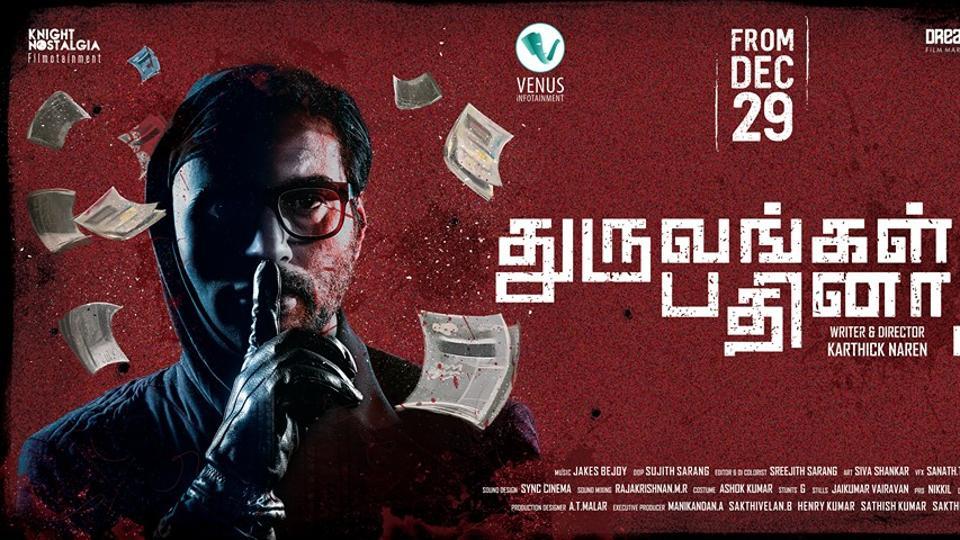 KNIGHT
NOSTALGIA
Filmotainment
VENUS
INFOTAINMENT
FROM
DEC
29
துருவங்கள்
பதினா
WRITER & DIRECTOR
KARTHICK NAREN
MUSIC JAKES BEJOY DOP SUJITH SARANG EDITOR & DI COLORIST SREEJITH SARANG ART SIVA SHANKAR VFX SANATH.
SOUND DESIGN SYNC CINEMA SOUND MIXING RAJAKRISHNAN.M.R COSTUME ASHOK KUMAR STUNTS G STILLS JAIKUMAR VAIRAVAN PRO NIKKIL
PRODUCTION DESIGNER A.T.MALAR EXECUTIVE PRODUCER MANIKANDAN.A SAKTHIVELAN.B HENRY KUMAR SATHISH KUMAR SAKTH